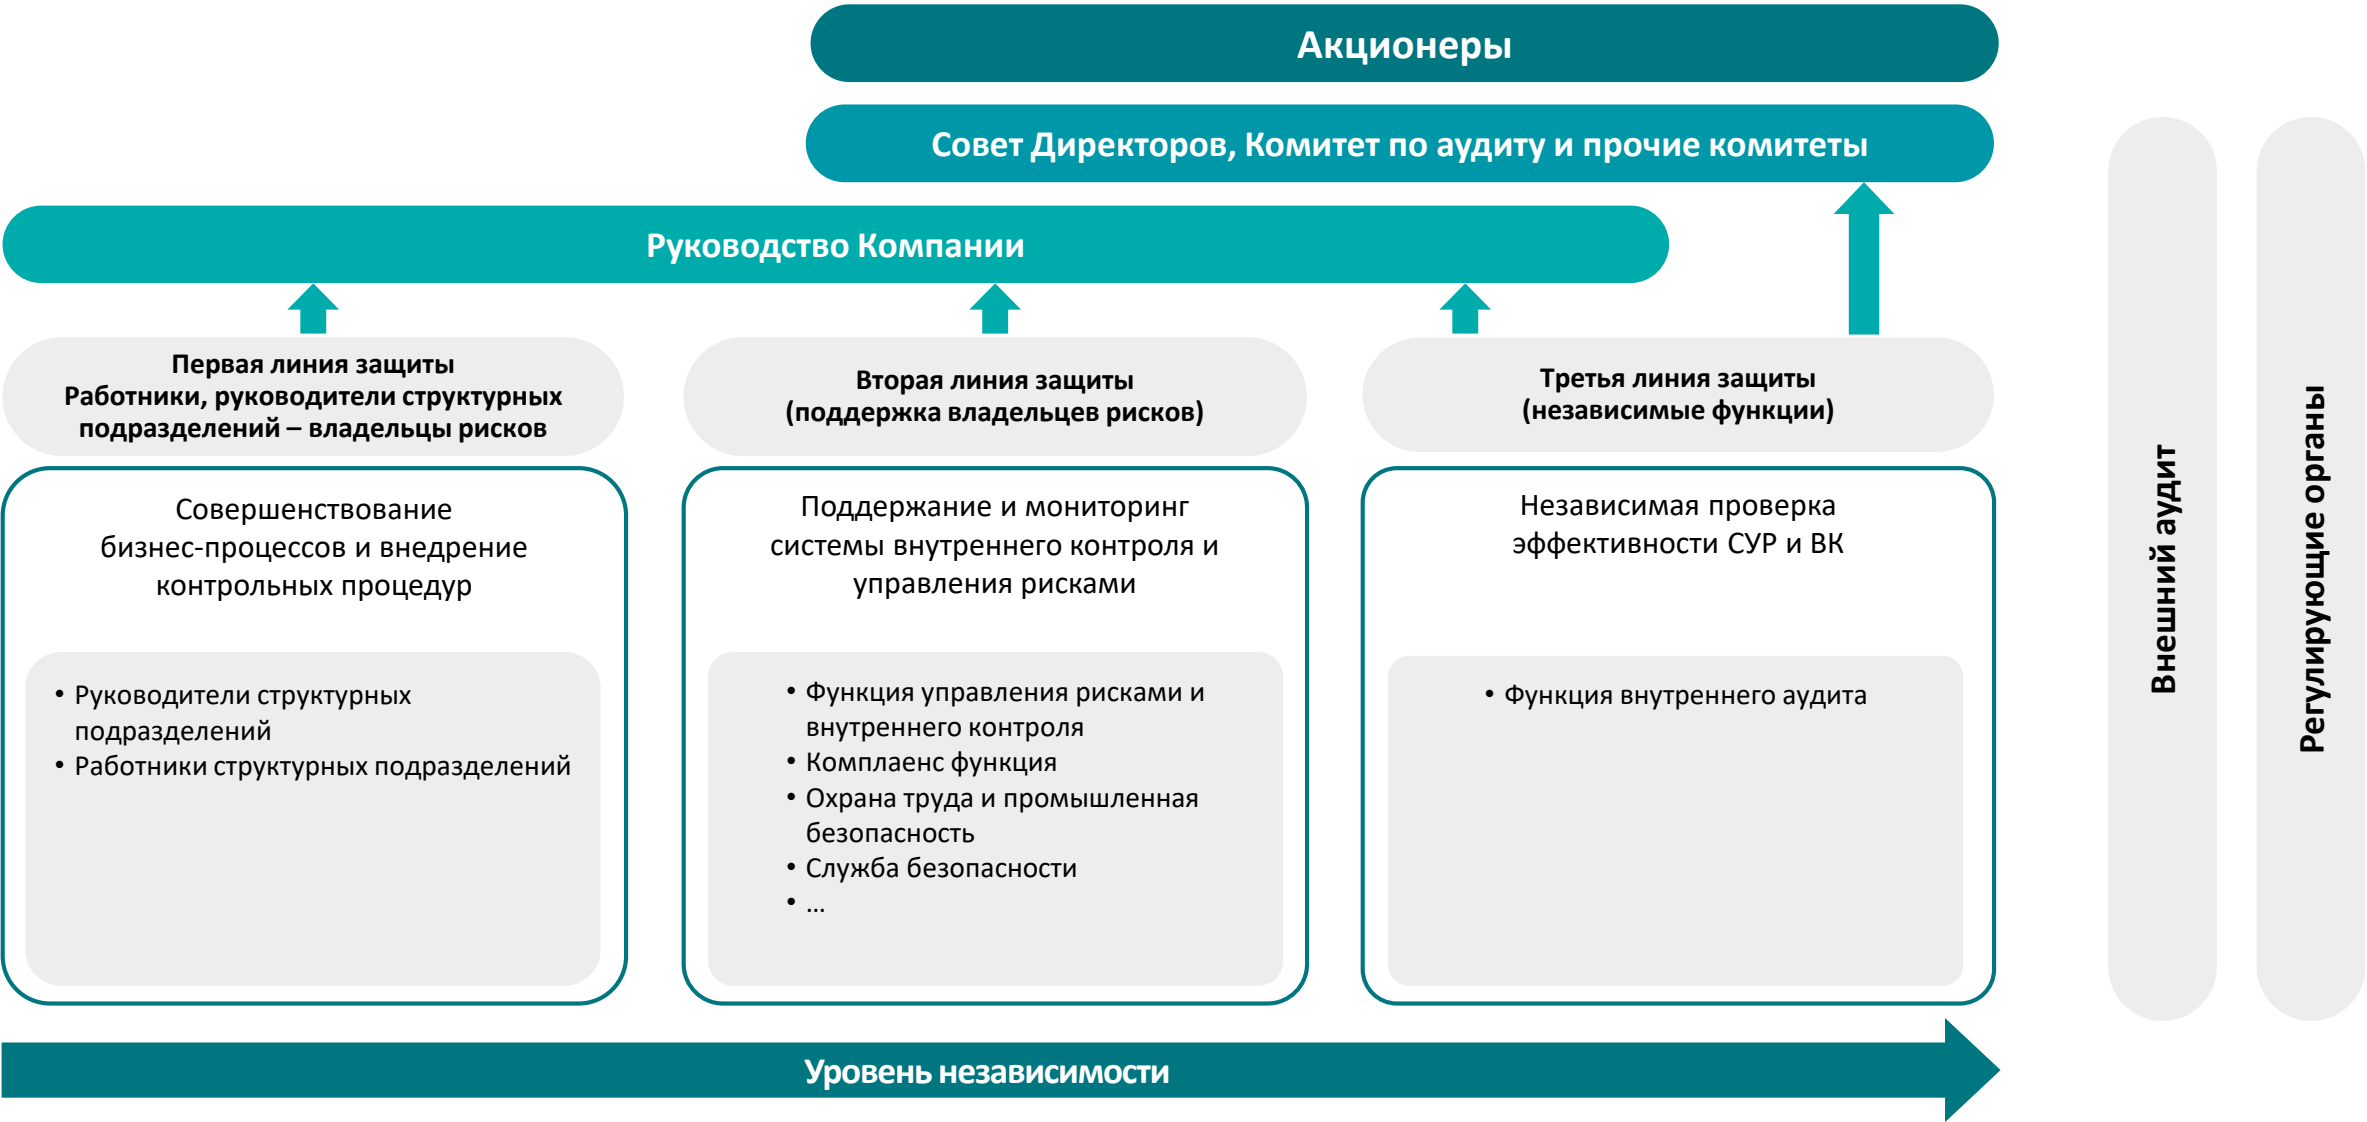 Акционеры
Совет Директоров, Комитет по аудиту и прочие комитеты
Руководство Компании
Первая линия защиты
Работники, руководители структурных
подразделений – владельцы рисков
Совершенствование
бизнес-процессов и внедрение
контрольных процедур
• Руководители структурных
подразделений
• Работники структурных подразделений
Вторая линия защиты
(поддержка владельцев рисков)
Поддержание и мониторинг
системы внутреннего контроля и
управления рисками
• Функция управления рисками и
внутреннего контроля
• Комплаенс функция
• Охрана труда и промышленная
безопасность
• Служба безопасности
• ...
Третья линия защиты
(независимые функции)
Независимая проверка
эффективности СУР и ВК
• Функция внутреннего аудита
Внешний аудит
Регулирующие органы
Уровень независимости